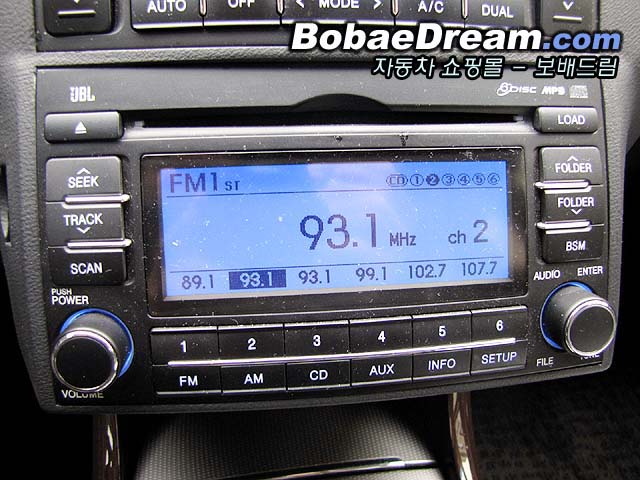 AUTO OFF < MODE > A/C DUAL
BobaeDream.com
자동차 쇼핑몰 - 보배드림
JBL
6DISC MP3
LOAD
SEEK
TRACK
SCAN
PUSH
POWER
VOLUME
FM1 ST
CD 1 2 3 4 5 6
93.1 MHz ch 2
89.1 93.1 93.1 99.1 102.7 107.7
FOLDER
FOLDER
BSM
AUDIO ENTER
FILE TUNE
1 2 3 4 5 6
FM AM CD AUX INFO SETUP